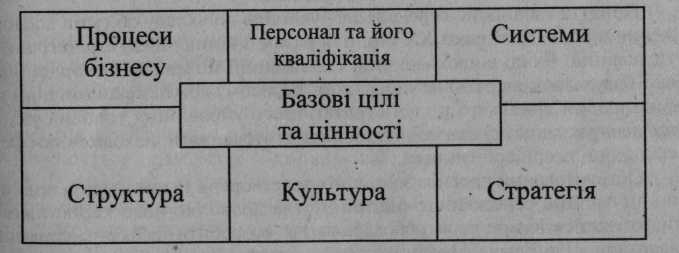 Процеси
бізнесу
Персонал та його
кваліфікація
Системи
Базові цілі
та цінності
Структура
Культура
Стратегія